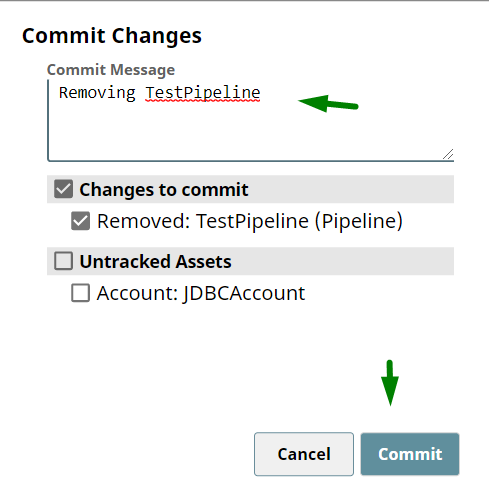 Commit Changes
Commit Message
Removing TestPipeline
Changes to commit
Removed: TestPipeline (Pipeline)
Untracked Assets
Account: JDBCAccount
Cancel
Commit